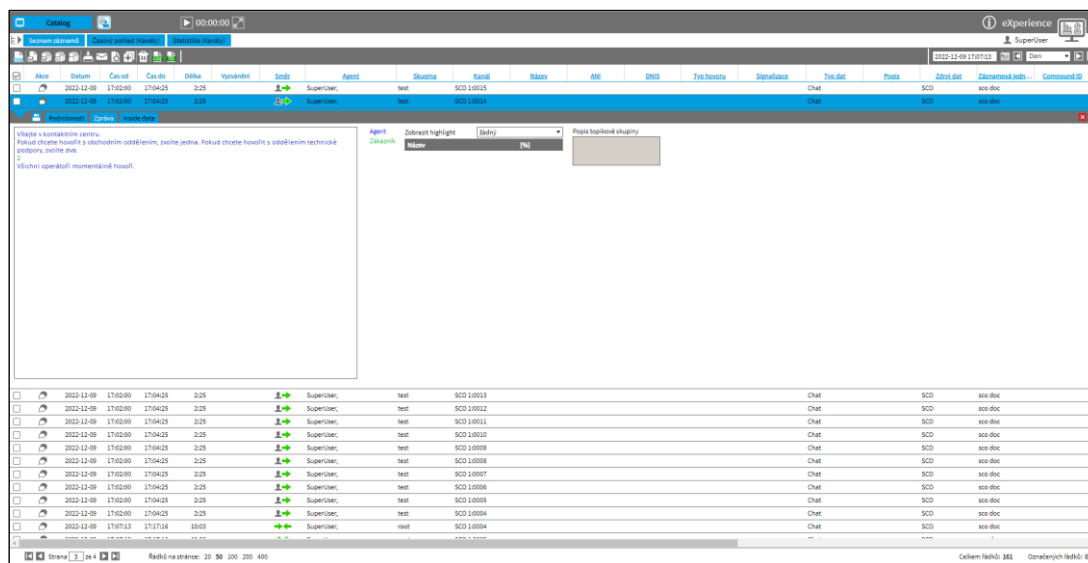 Catalog
00:00:00
eXperience
Seznam záznamů Časový pohled (Kanály) Statistika (Kanály)
SuperUser
2022-12-09 17:07:13 Den
Akce Datum Čas od Čas do Délka Vyzvánění Směr Agent Skupina Kanál Název ANI DNIS Typ hovoru Signalizace Typ dat Popis Zdroj dat Záznamová jedn... Compound ID
2022-12-09 17:02:00 17:04:25 2:25 SuperUser, test SCO 1:0015 Chat SCO sco doc
2022-12-09 17:02:00 17:04:25 2:25 SuperUser, test SCO 1:0014 Chat SCO sco doc
Podrobnosti Zpráva Inside data
Vítejte v kontaktním centru.
Pokud chcete hovořit s obchodním oddělením, zvolte jedna. Pokud chcete hovořit s oddělením technické
podpory, zvolte dva.
2
Všichni operátoři momentálně hovoří.
Agent Zobrazit highlight žádný Popis topikové skupiny
Zákazník Název [%]
2022-12-09 17:02:00 17:04:25 2:25 SuperUser, test SCO 1:0013 Chat SCO sco doc
2022-12-09 17:02:00 17:04:25 2:25 SuperUser, test SCO 1:0012 Chat SCO sco doc
2022-12-09 17:02:00 17:04:25 2:25 SuperUser, test SCO 1:0011 Chat SCO sco doc
2022-12-09 17:02:00 17:04:25 2:25 SuperUser, test SCO 1:0010 Chat SCO sco doc
2022-12-09 17:02:00 17:04:25 2:25 SuperUser, test SCO 1:0009 Chat SCO sco doc
2022-12-09 17:02:00 17:04:25 2:25 SuperUser, test SCO 1:0008 Chat SCO sco doc
2022-12-09 17:02:00 17:04:25 2:25 SuperUser, test SCO 1:0007 Chat SCO sco doc
2022-12-09 17:02:00 17:04:25 2:25 SuperUser, test SCO 1:0006 Chat SCO sco doc
2022-12-09 17:02:00 17:04:25 2:25 SuperUser, test SCO 1:0005 Chat SCO sco doc
2022-12-09 17:02:00 17:04:25 2:25 SuperUser, test SCO 1:0004 Chat SCO sco doc
2022-12-09 17:07:13 17:17:16 10:03 SuperUser, root SCO 1:0004 Chat SCO sco doc
Strana 3 ze 4 Řádků na stránce: 20 50 100 200 400 Celkem řádků: 161 Označených řádků: 0